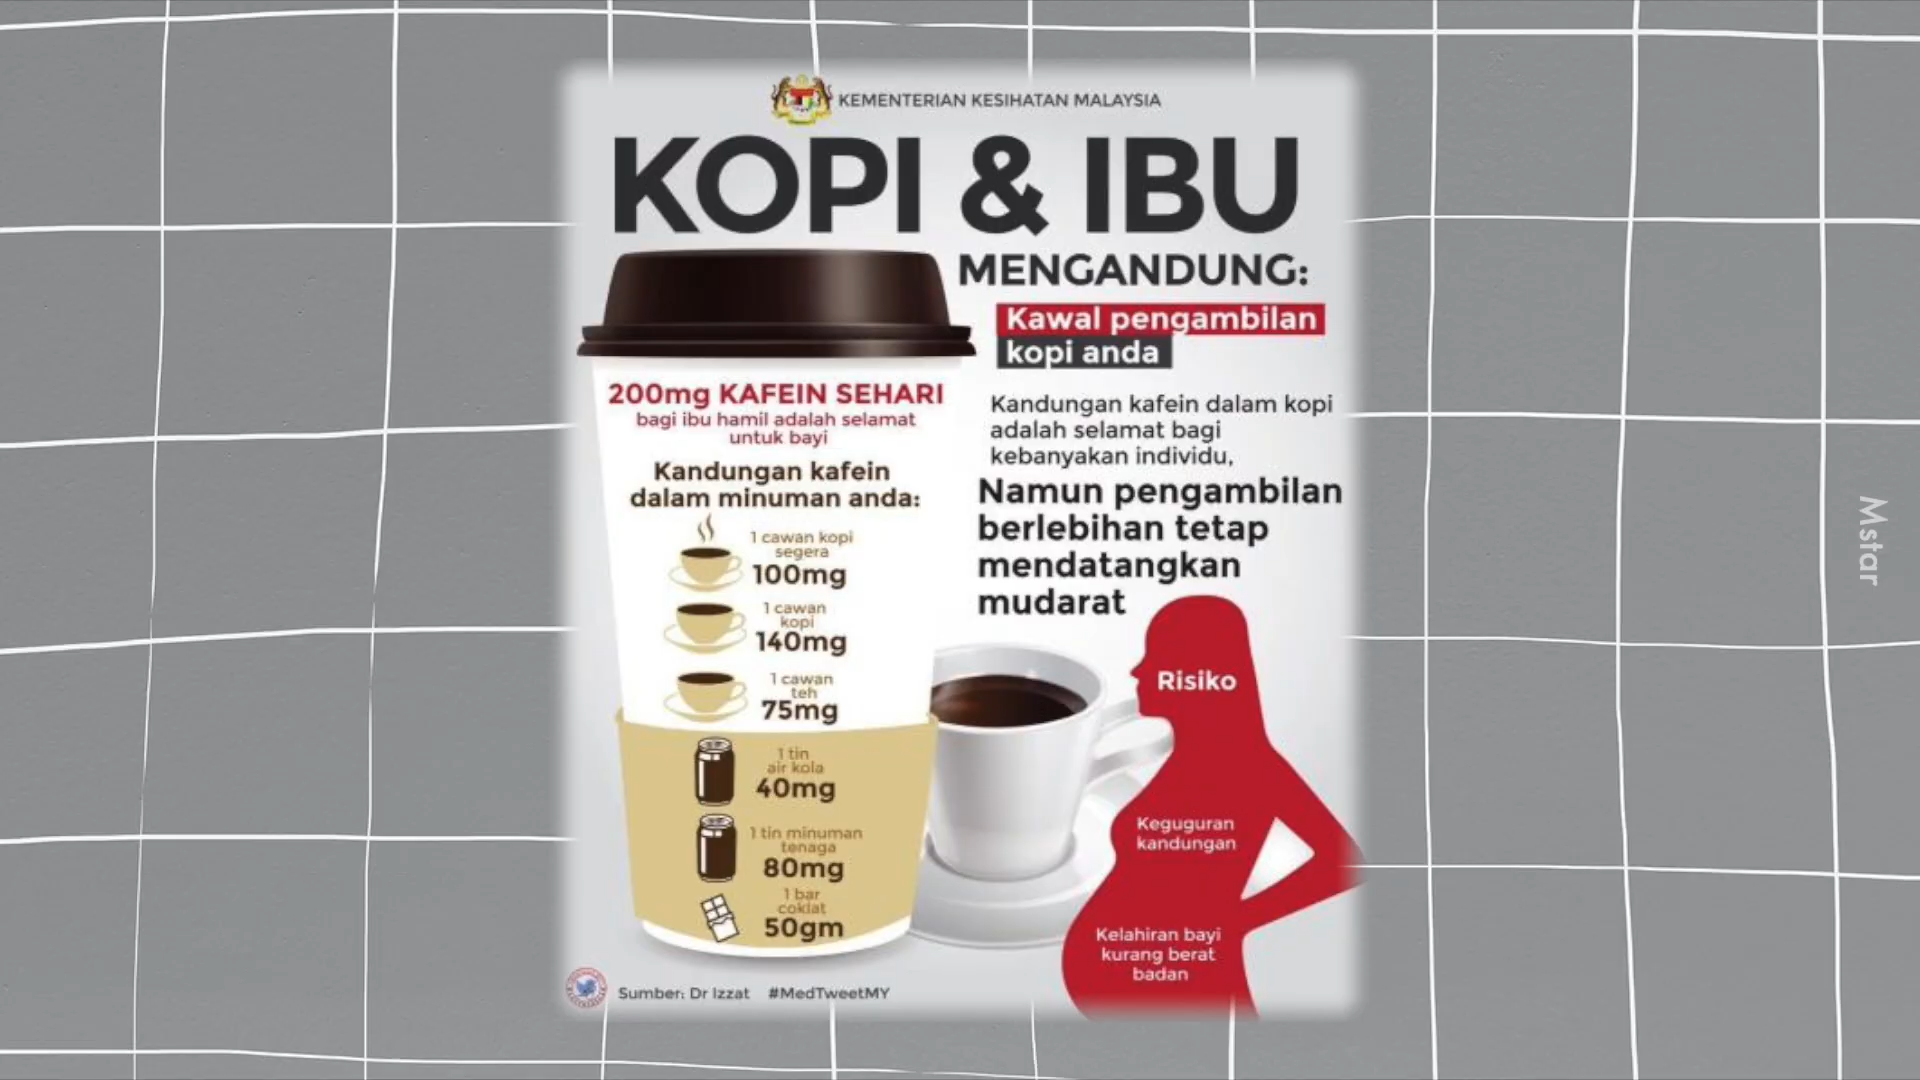 KEMENTERIAN KESIHATAN MALAYSIA
KOPI & IBU
MENGANDUNG:
Kawal pengambilan
kopi anda
200mg KAFEIN SEHARI
bagi ibu hamil adalah selamat
untuk bayi
Kandungan kafein
dalam minuman anda:
1 cawan kopi
segera
100mg
1 cawan
kopi
140mg
1 cawan
teh
75mg
1 tin
air kola
40mg
1 tin minuman
tenaga
80mg
1 bar
coklat
50gm
Kandungan kafein dalam kopi
adalah selamat bagi
kebanyakan individu,
Namun pengambilan
berlebihan tetap
mendatangkan
mudarat
Risiko
Keguguran
kandungan
Kelahiran bayi
kurang berat
badan
Sumber: Dr Izzat #MedTweetMY
Mstar